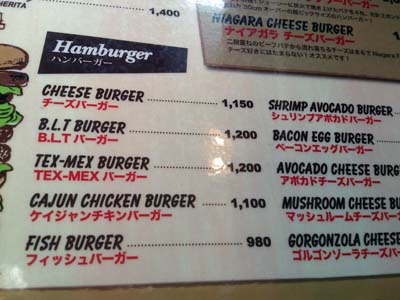 HERITA
1,400
NIAGARA CHEESE BURGER
ナイアガラ チーズバーガー
Hamburger
ハンバーガー
CHEESE BURGER 1,150
チーズバーガー
B.L.T BURGER 1,200
B.L.T バーガー
TEX-MEX BURGER 1,200
TEX-MEX バーガー
CAJUN CHICKEN BURGER 1,100
ケイジャンチキンバーガー
FISH BURGER 980
フィッシュバーガー
SHRIMP AVOCADO BURGER
シュリンプアボカドバーガー
BACON EGG BURGER
ベーコンエッグバーガー
AVOCADO CHEESE BURGER
アボカドチーズバーガー
MUSHROOM CHEESE
マッシュルームチーズバー
GORGONZOLA CHEESE
ゴルゴンゾーラチーズバー